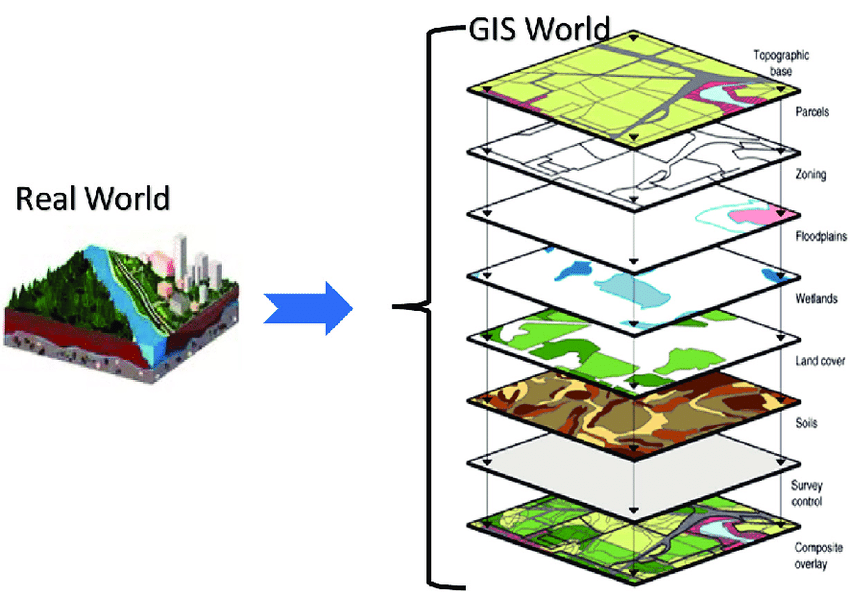 GIS World
Topographic
base
Parcels
Zoning
Real World
Floodplains
Wetlands
Land cover
Soils
Survey
control
Composite
overlay